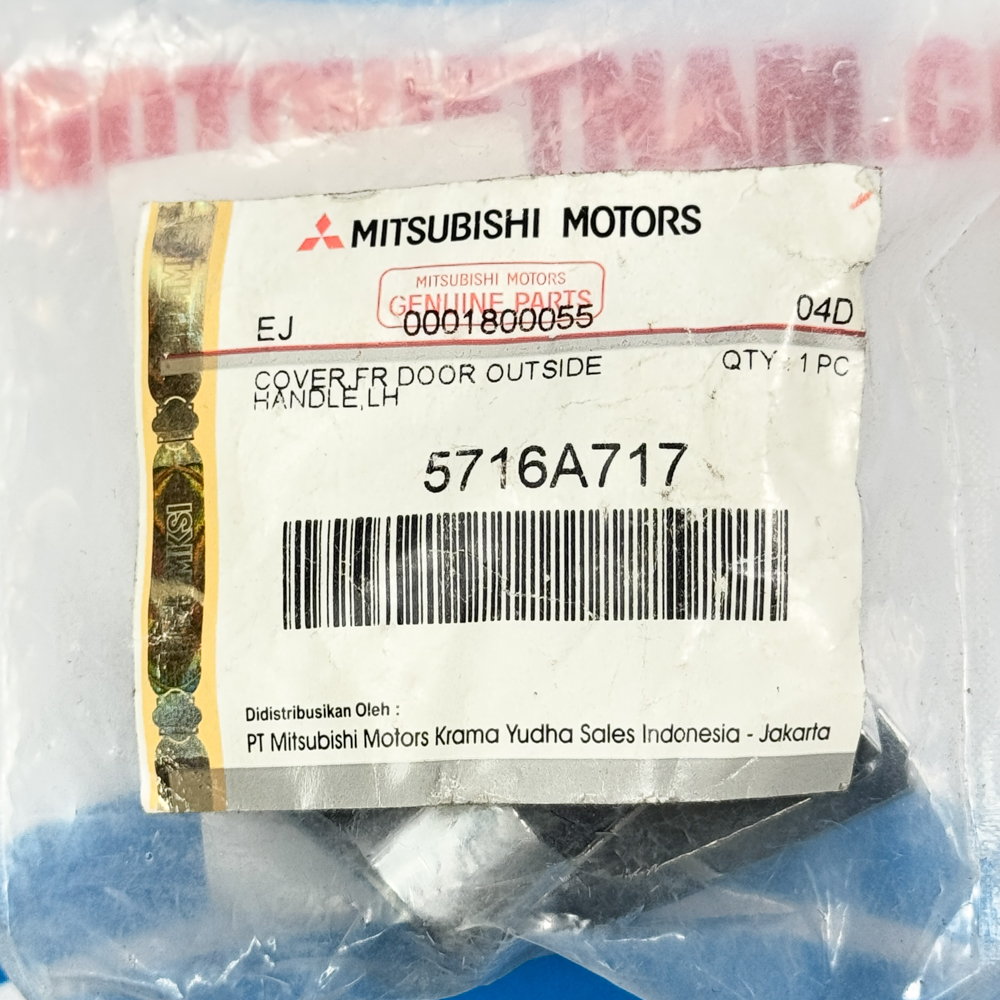 MITSUBISHI MOTORS
MITSUBISHI MOTORS
GENUINE PARTS
EJ 0001800055 04D
COVER,FR DOOR OUTSIDE QTY : 1 PC
HANDLE,LH
5716A717
MKSI
Didistribusikan Oleh :
PT Mitsubishi Motors Krama Yudha Sales Indonesia - Jakarta